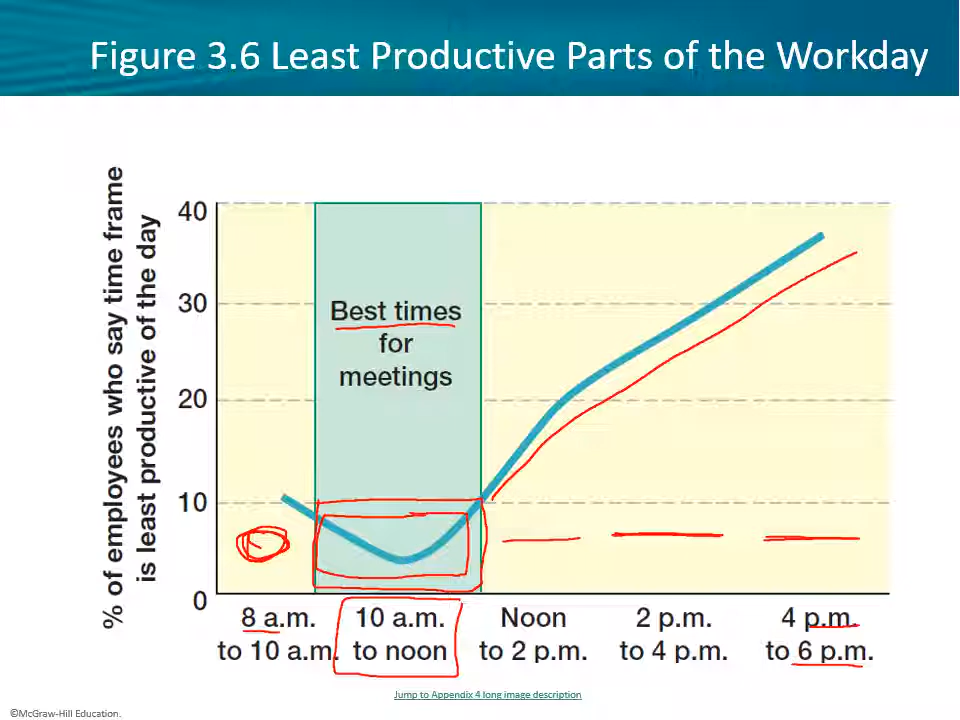 Figure 3.6 Least Productive Parts of the Workday
% of employees who say time frame
is least productive of the day
40
30
20
10
0
Best times
for
meetings
8 a.m.
to 10 a.m.
10 a.m.
to noon
Noon
to 2 p.m.
2 p.m.
to 4 p.m.
4 p.m.
to 6 p.m.
Jump to Appendix 4 long image description
©McGraw-Hill Education.